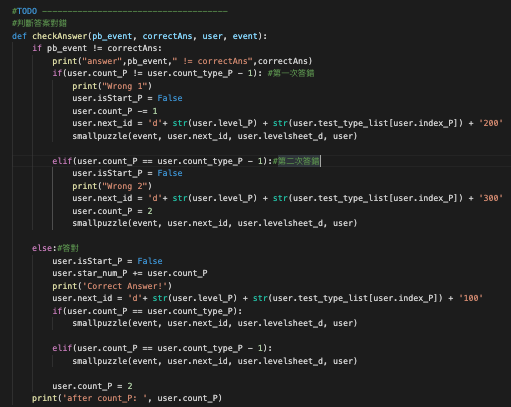 #TODO -------------------------------------
#判斷答案對錯
def checkAnswer(pb_event, correctAns, user, event):
    if pb_event != correctAns:
        print("answer",pb_event," != correctAns",correctAns)
        if(user.count_P != user.count_type_P - 1): #第一次答錯
            print("Wrong 1")
            user.isStart_P = False
            user.count_P -= 1
            user.next_id = 'd'+ str(user.level_P) + str(user.test_type_list[user.index_P]) + '200'
            smallpuzzle(event, user.next_id, user.levelsheet_d, user)

        elif(user.count_P == user.count_type_P - 1):#第二次答錯
            user.isStart_P = False
            print("Wrong 2")
            user.next_id = 'd'+ str(user.level_P) + str(user.test_type_list[user.index_P]) + '300'
            user.count_P = 2
            smallpuzzle(event, user.next_id, user.levelsheet_d, user)

    else:#答對
        user.isStart_P = False
        user.star_num_P += user.count_P
        print('Correct Answer!')
        user.next_id = 'd'+ str(user.level_P) + str(user.test_type_list[user.index_P]) + '100'
        if(user.count_P == user.count_type_P):
            smallpuzzle(event, user.next_id, user.levelsheet_d, user)

        elif(user.count_P == user.count_type_P - 1):
            smallpuzzle(event, user.next_id, user.levelsheet_d, user)

        user.count_P = 2
    print('after count_P: ', user.count_P)